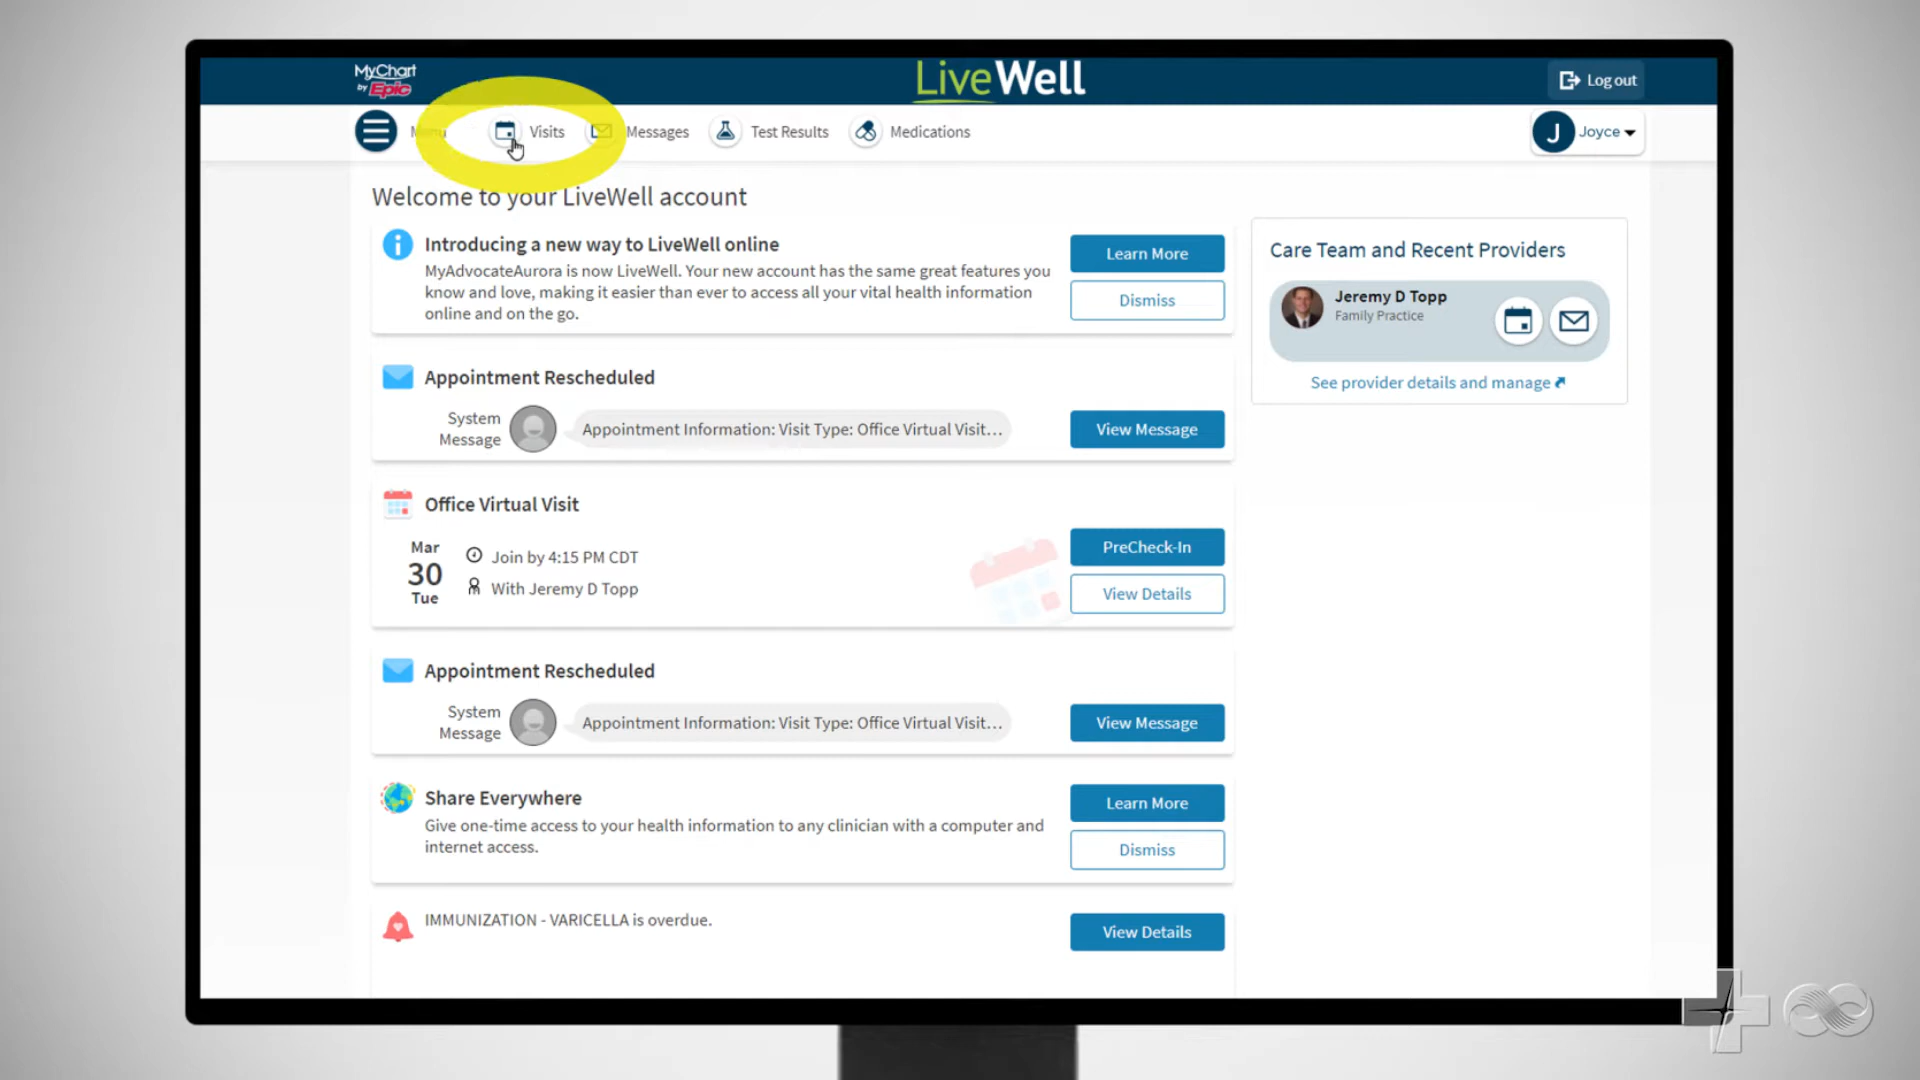 MyChart
by Epic
LiveWell
Log out
Menu
Visits
Messages
Test Results
Medications
J
Joyce
Welcome to your LiveWell account
Introducing a new way to LiveWell online
MyAdvocateAurora is now LiveWell. Your new account has the same great features you
know and love, making it easier than ever to access all your vital health information
online and on the go.
Learn More
Dismiss
Care Team and Recent Providers
Jeremy D Topp
Family Practice
See provider details and manage
Appointment Rescheduled
System
Message
Appointment Information: Visit Type: Office Virtual Visit...
View Message
Office Virtual Visit
Mar
30
Tue
Join by 4:15 PM CDT
With Jeremy D Topp
PreCheck-In
View Details
Appointment Rescheduled
System
Message
Appointment Information: Visit Type: Office Virtual Visit...
View Message
Share Everywhere
Give one-time access to your health information to any clinician with a computer and
internet access.
Learn More
Dismiss
IMMUNIZATION - VARICELLA is overdue.
View Details